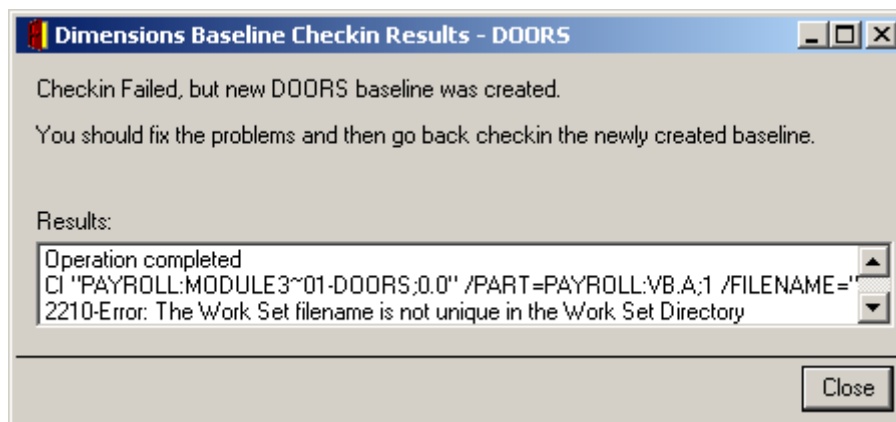 Dimensions Baseline Checkin Results - DOORS
Checkin Failed, but new DOORS baseline was created.
You should fix the problems and then go back checkin the newly created baseline.
Results:
Operation completed
CI "PAYROLL:MODULE3~01-DOORS;0.0" /PART=PAYROLL:VB.A;1 /FILENAME="
2210-Error: The Work Set filename is not unique in the Work Set Directory
Close